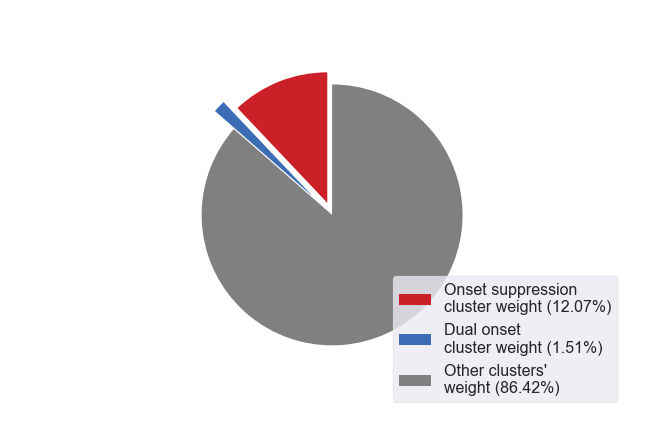 Onset suppression
cluster weight (12.07%)
Dual onset
cluster weight (1.51%)
Other clusters'
weight (86.42%)